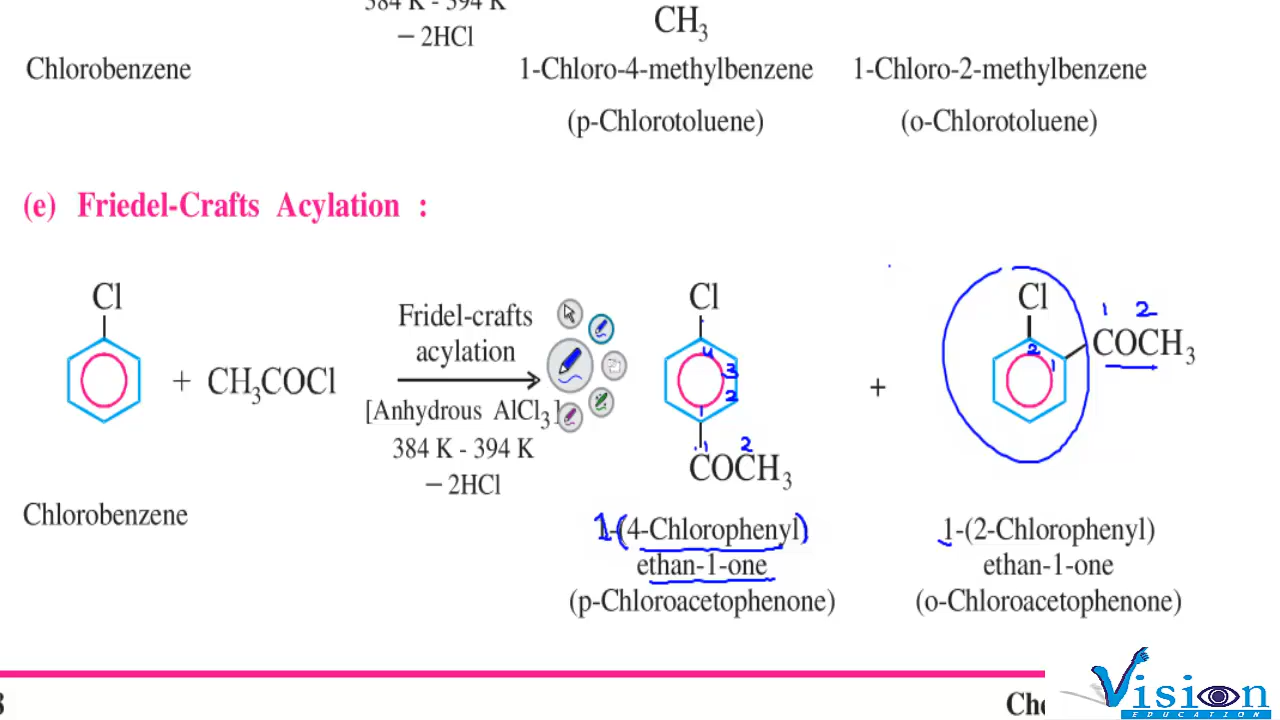 384 K - 394 K
− 2HCl
CH3
Chlorobenzene
1-Chloro-4-methylbenzene
1-Chloro-2-methylbenzene
(p-Chlorotoluene)
(o-Chlorotoluene)
(e) Friedel-Crafts Acylation :
Cl
+ CH3COCl
Fridel-crafts
acylation
[Anhydrous AlCl3]
384 K - 394 K
− 2HCl
Cl
4
3
2
1
1 2
COCH3
+
Cl
1 2
COCH3
2
1
Chlorobenzene
1-(4-Chlorophenyl)
ethan-1-one
(p-Chloroacetophenone)
1-(2-Chlorophenyl)
ethan-1-one
(o-Chloroacetophenone)
Vision
EDUCATION